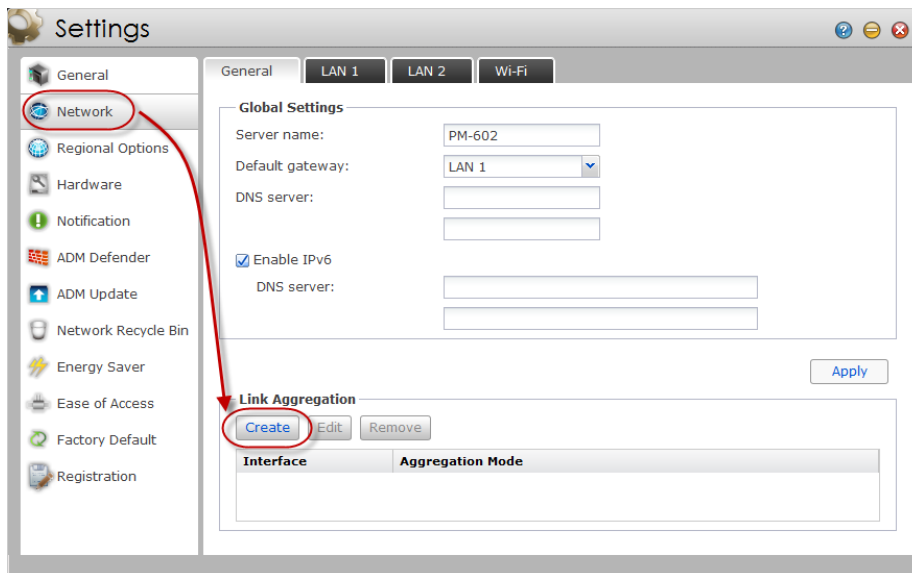 Settings
General
Network
Regional Options
Hardware
Notification
ADM Defender
ADM Update
Network Recycle Bin
Energy Saver
Ease of Access
Factory Default
Registration
General LAN 1 LAN 2 Wi-Fi
Global Settings
Server name: PM-602
Default gateway: LAN 1
DNS server:
Enable IPv6
DNS server:
Apply
Link Aggregation
Create Edit Remove
Interface Aggregation Mode